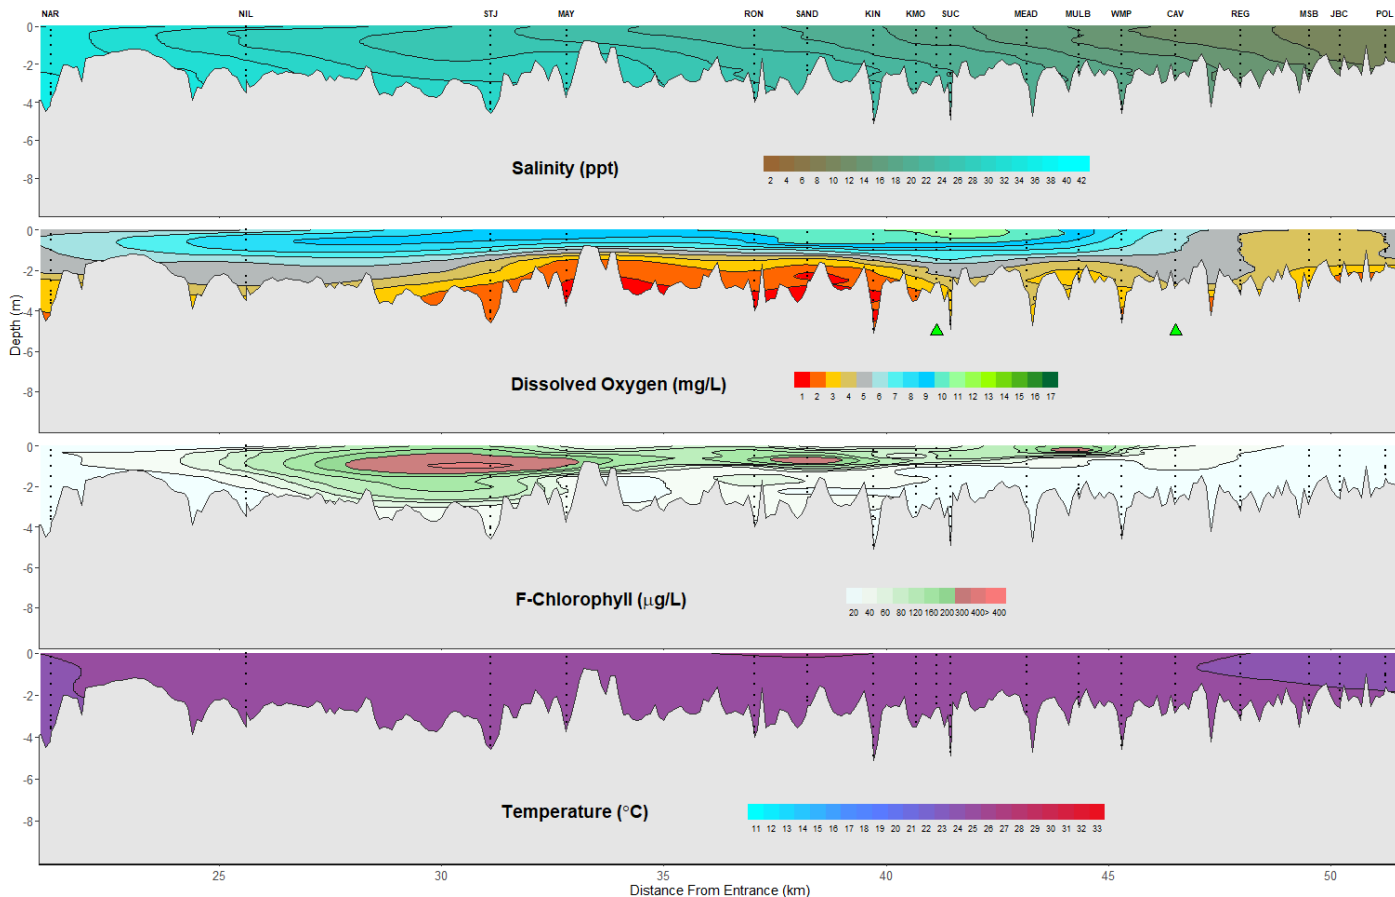 NAR NIL STJ MAY RON SAND KIN KMO SUC MEAD MULB WMP CAV REG MSB JBC POL
0
-2
-4
-6
-8
Salinity (ppt)
2 4 6 8 10 12 14 16 18 20 22 24 26 28 30 32 34 36 38 40 42
0
-2
-4
-6
-8
Depth (m)
Dissolved Oxygen (mg/L)
1 2 3 4 5 6 7 8 9 10 11 12 13 14 15 16 17
0
-2
-4
-6
-8
F-Chlorophyll (μg/L)
20 40 60 80 120 160 200 300 400 > 400
0
-2
-4
-6
-8
Temperature (°C)
11 12 13 14 15 16 17 18 19 20 21 22 23 24 25 26 27 28 29 30 31 32 33
25 30 35 40 45 50
Distance From Entrance (km)